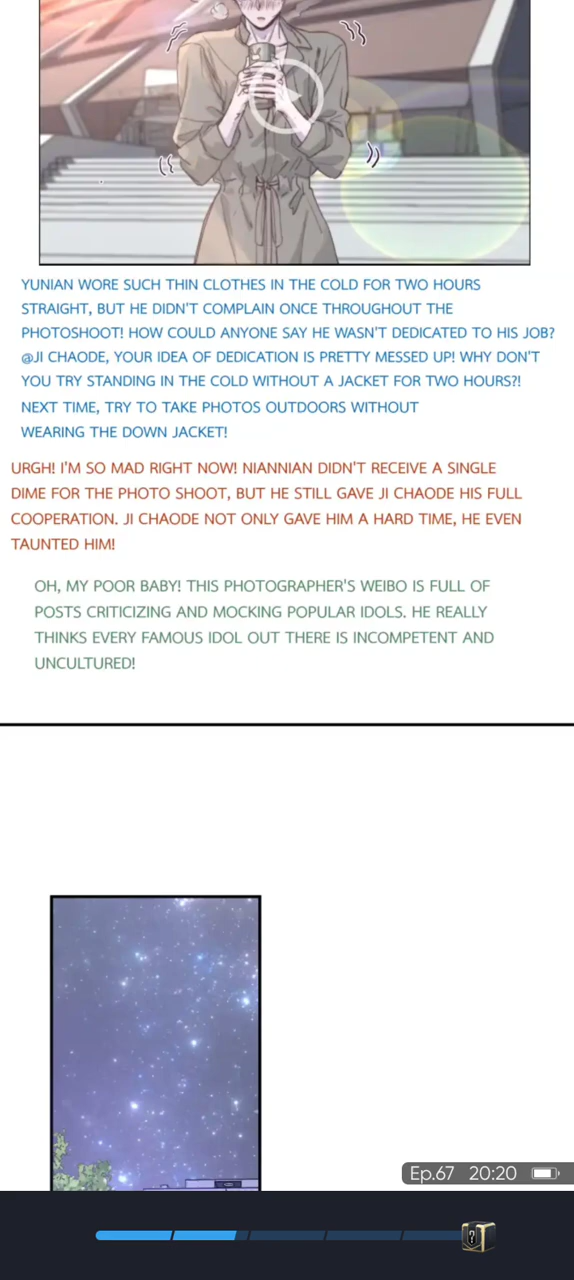 YUNIAN WORE SUCH THIN CLOTHES IN THE COLD FOR TWO HOURS
STRAIGHT, BUT HE DIDN'T COMPLAIN ONCE THROUGHOUT THE
PHOTOSHOOT! HOW COULD ANYONE SAY HE WASN'T DEDICATED TO HIS JOB?
@JI CHAODE, YOUR IDEA OF DEDICATION IS PRETTY MESSED UP! WHY DON'T
YOU TRY STANDING IN THE COLD WITHOUT A JACKET FOR TWO HOURS?!
NEXT TIME, TRY TO TAKE PHOTOS OUTDOORS WITHOUT
WEARING THE DOWN JACKET!
URGH! I'M SO MAD RIGHT NOW! NIANNIAN DIDN'T RECEIVE A SINGLE
DIME FOR THE PHOTO SHOOT, BUT HE STILL GAVE JI CHAODE HIS FULL
COOPERATION. JI CHAODE NOT ONLY GAVE HIM A HARD TIME, HE EVEN
TAUNTED HIM!
OH, MY POOR BABY! THIS PHOTOGRAPHER'S WEIBO IS FULL OF
POSTS CRITICIZING AND MOCKING POPULAR IDOLS. HE REALLY
THINKS EVERY FAMOUS IDOL OUT THERE IS INCOMPETENT AND
UNCULTURED!
Ep.67 20:20
?